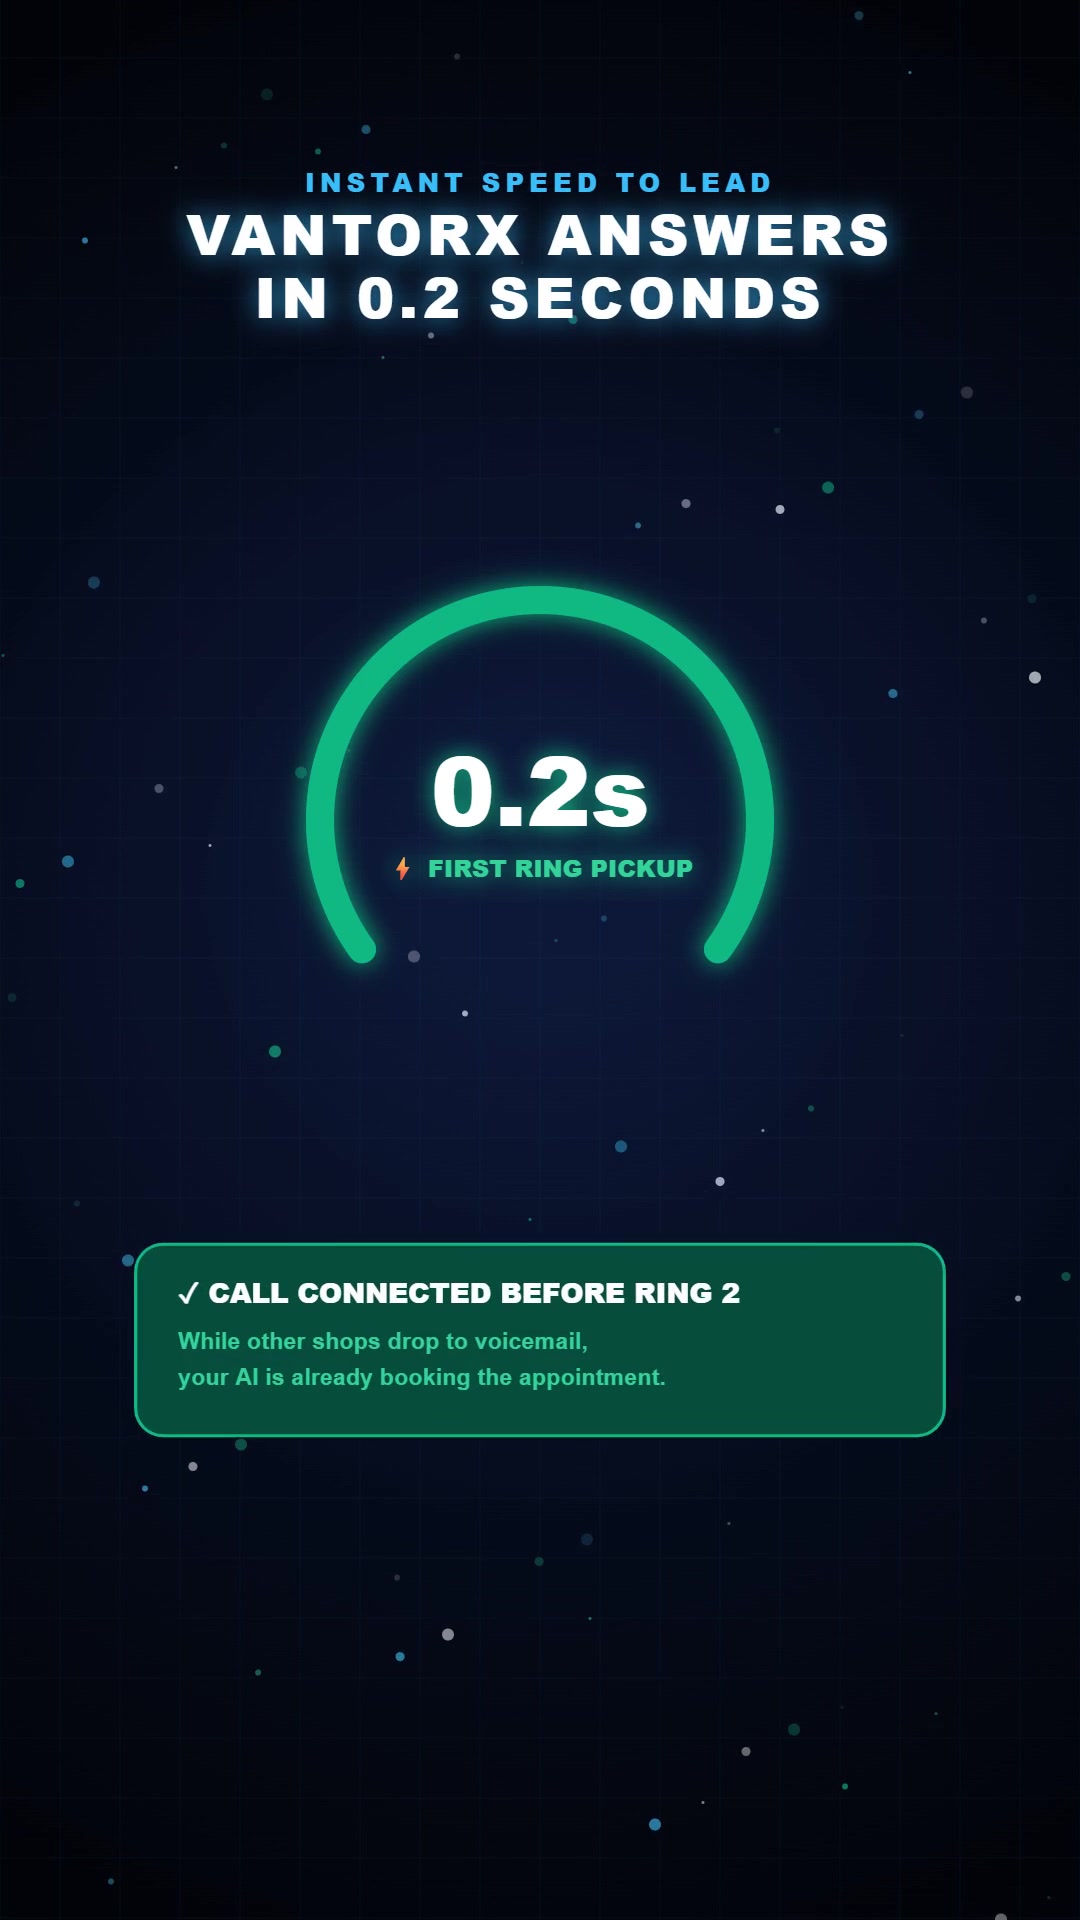 INSTANT SPEED TO LEAD
VANTORX ANSWERS
IN 0.2 SECONDS
0.2s
⚡ FIRST RING PICKUP
✓ CALL CONNECTED BEFORE RING 2
While other shops drop to voicemail,
your AI is already booking the appointment.